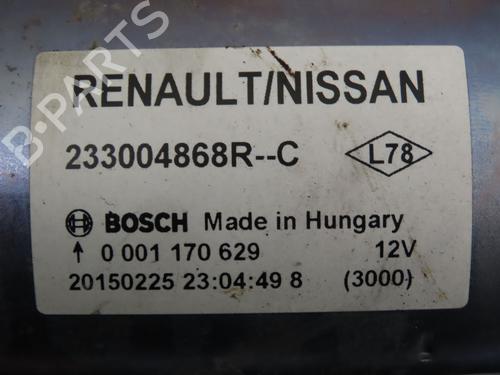 RENAULT/NISSAN
233004868R--C
L78
BOSCH Made in Hungary
↑ 0 001 170 629 12V
20150225 23:04:49 8 (3000)
B-PARTS